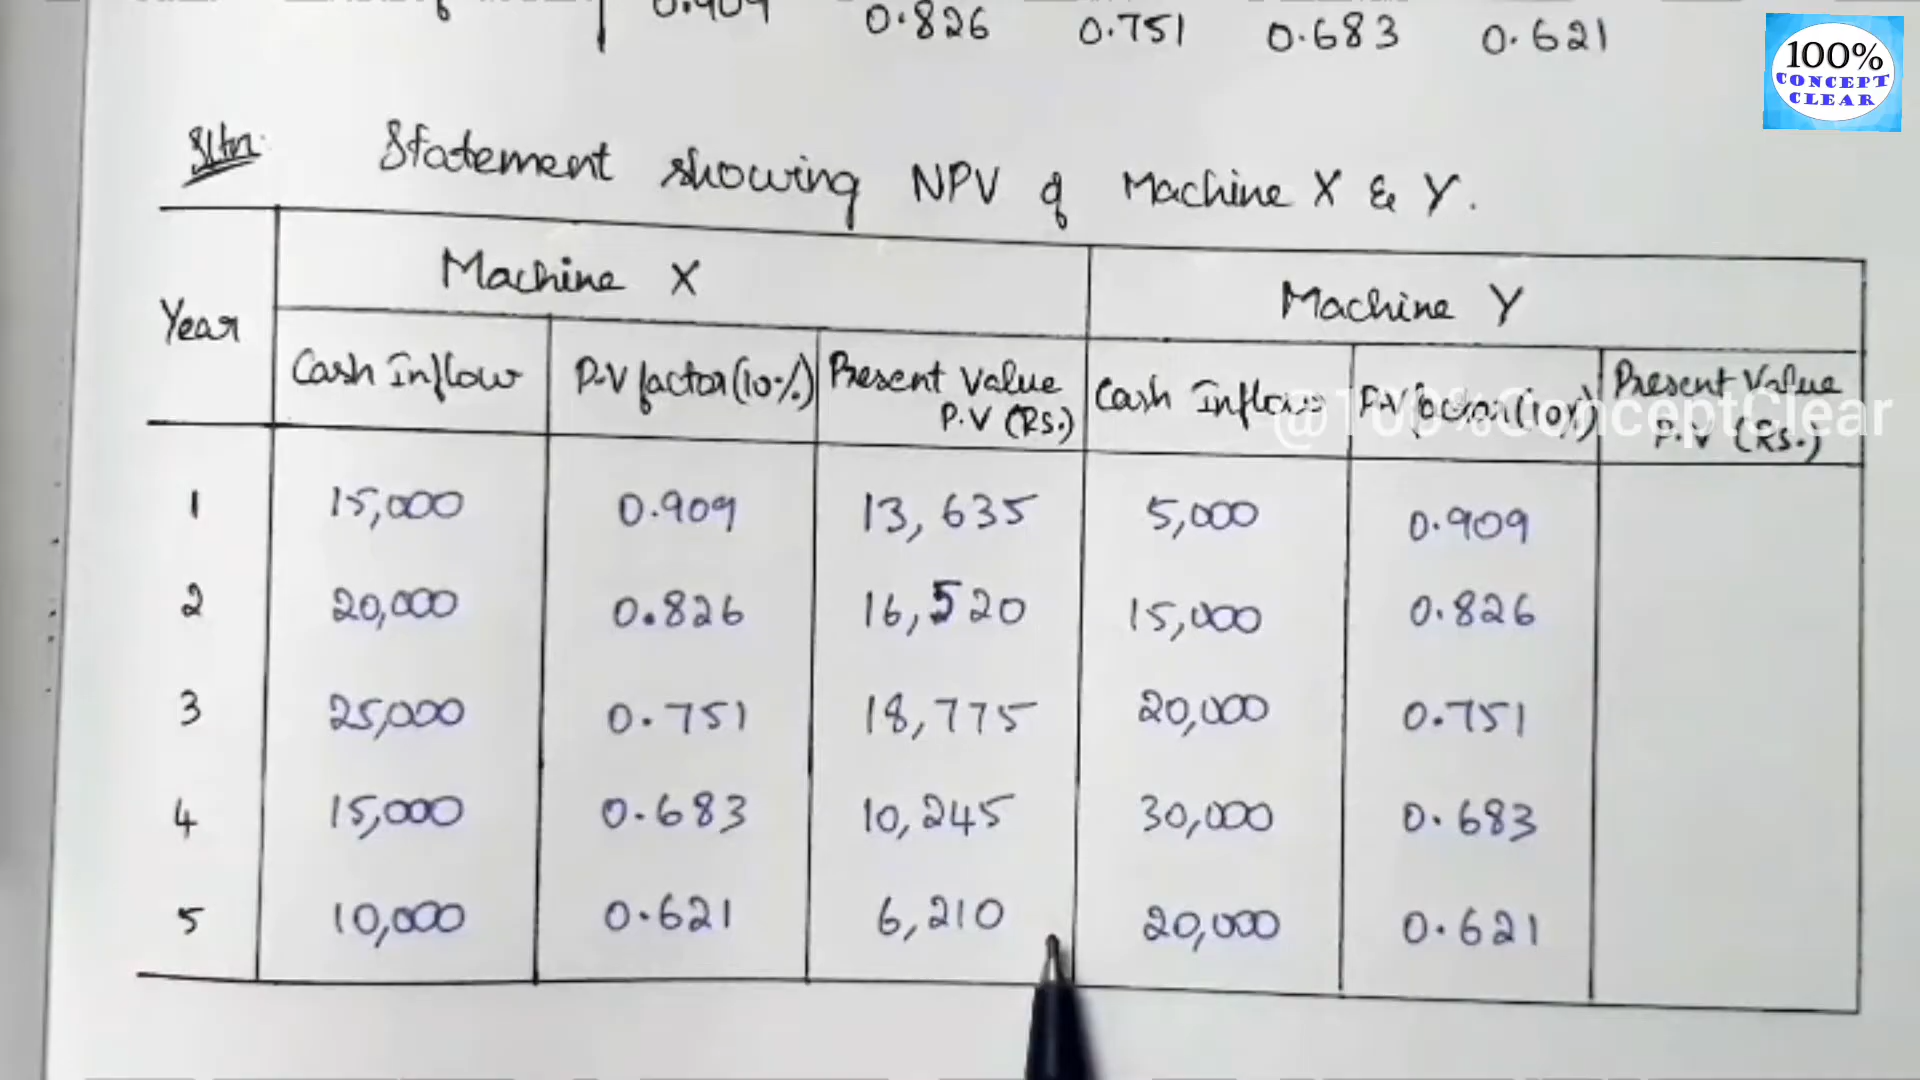 0.909 0.826 0.751 0.683 0.621
100%
CONCEPT
CLEAR
Sltn.
Statement showing NPV of Machine X & Y.
Year Machine X Machine Y
Cash Inflow P.V factor (10%) Present Value P.V (Rs.) Cash Inflow P.V factor (10%) Present Value P.V (Rs.)
@100%ConceptClear
1 15,000 0.909 13,635 5,000 0.909
2 20,000 0.826 16,520 15,000 0.826
3 25,000 0.751 18,775 20,000 0.751
4 15,000 0.683 10,245 30,000 0.683
5 10,000 0.621 6,210 20,000 0.621